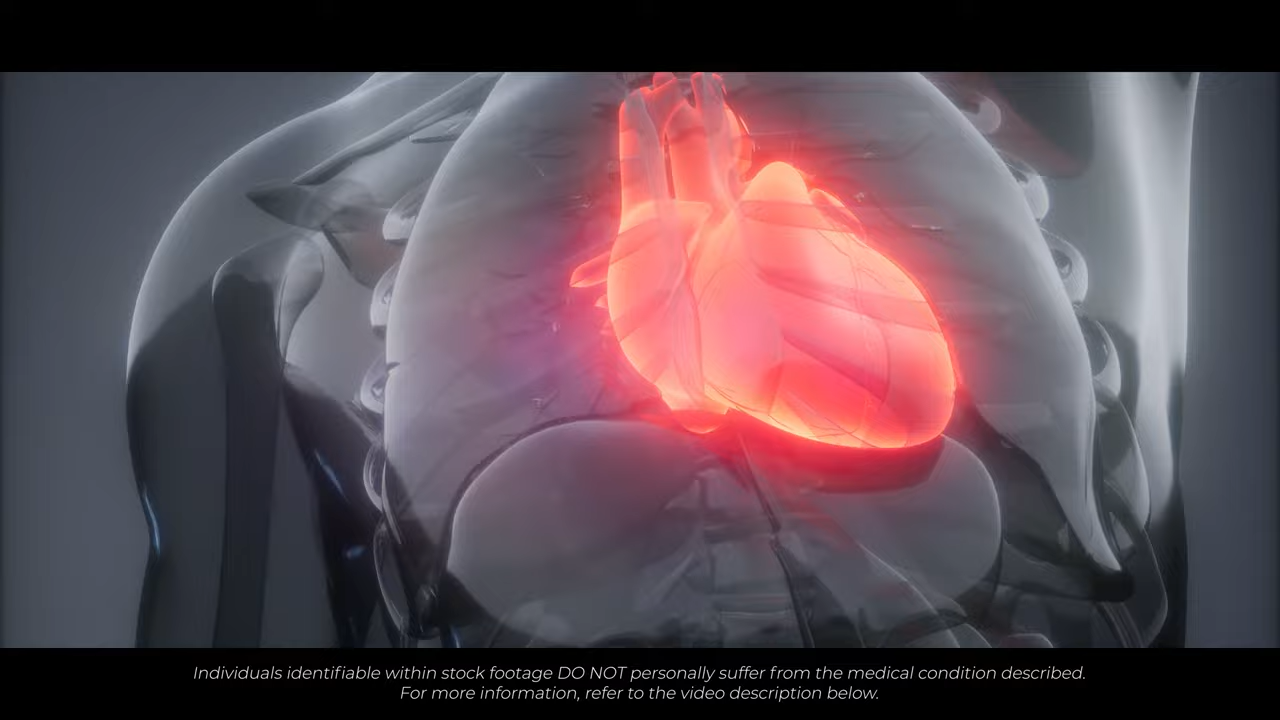 Individuals identifiable within stock footage DO NOT personally suffer from the medical condition described.
For more information, refer to the video description below.